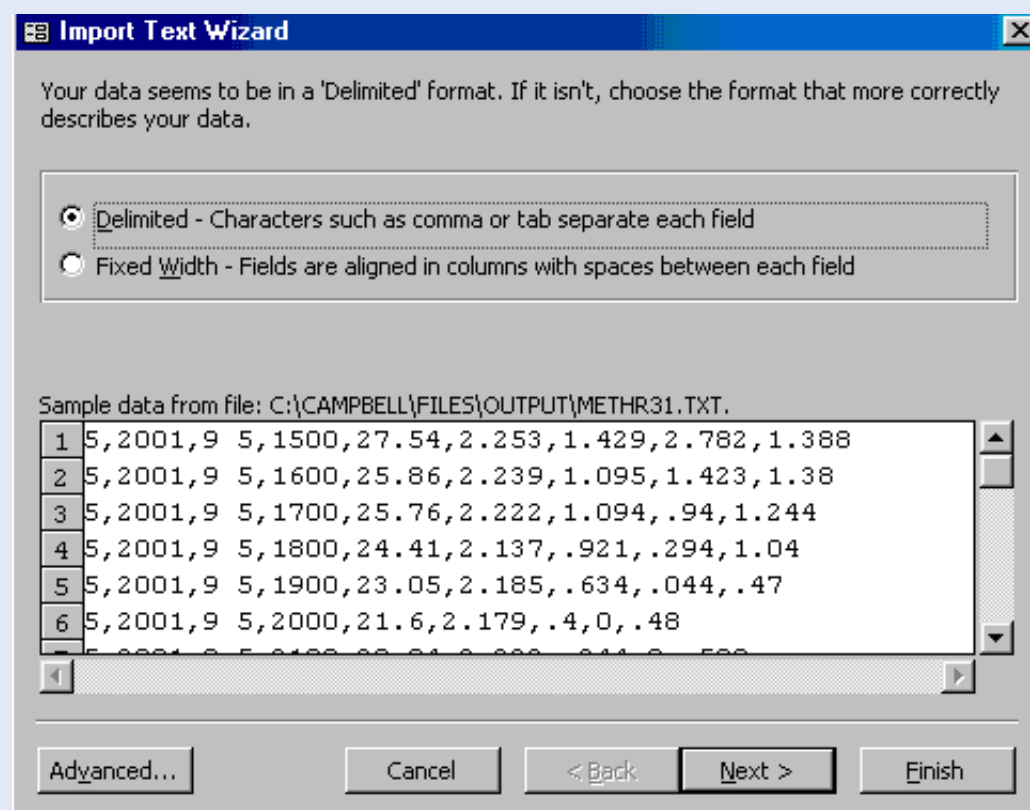 Import Text Wizard
Your data seems to be in a 'Delimited' format. If it isn't, choose the format that more correctly
describes your data.
Delimited - Characters such as comma or tab separate each field
Fixed Width - Fields are aligned in columns with spaces between each field
Sample data from file: C:\CAMPBELL\FILES\OUTPUT\METHR31.TXT.
1 5,2001,9 5,1500,27.54,2.253,1.429,2.782,1.388
2 5,2001,9 5,1600,25.86,2.239,1.095,1.423,1.38
3 5,2001,9 5,1700,25.76,2.222,1.094,.94,1.244
4 5,2001,9 5,1800,24.41,2.137,.921,.294,1.04
5 5,2001,9 5,1900,23.05,2.185,.634,.044,.47
6 5,2001,9 5,2000,21.6,2.179,.4,0,.48
Advanced... Cancel < Back Next > Finish